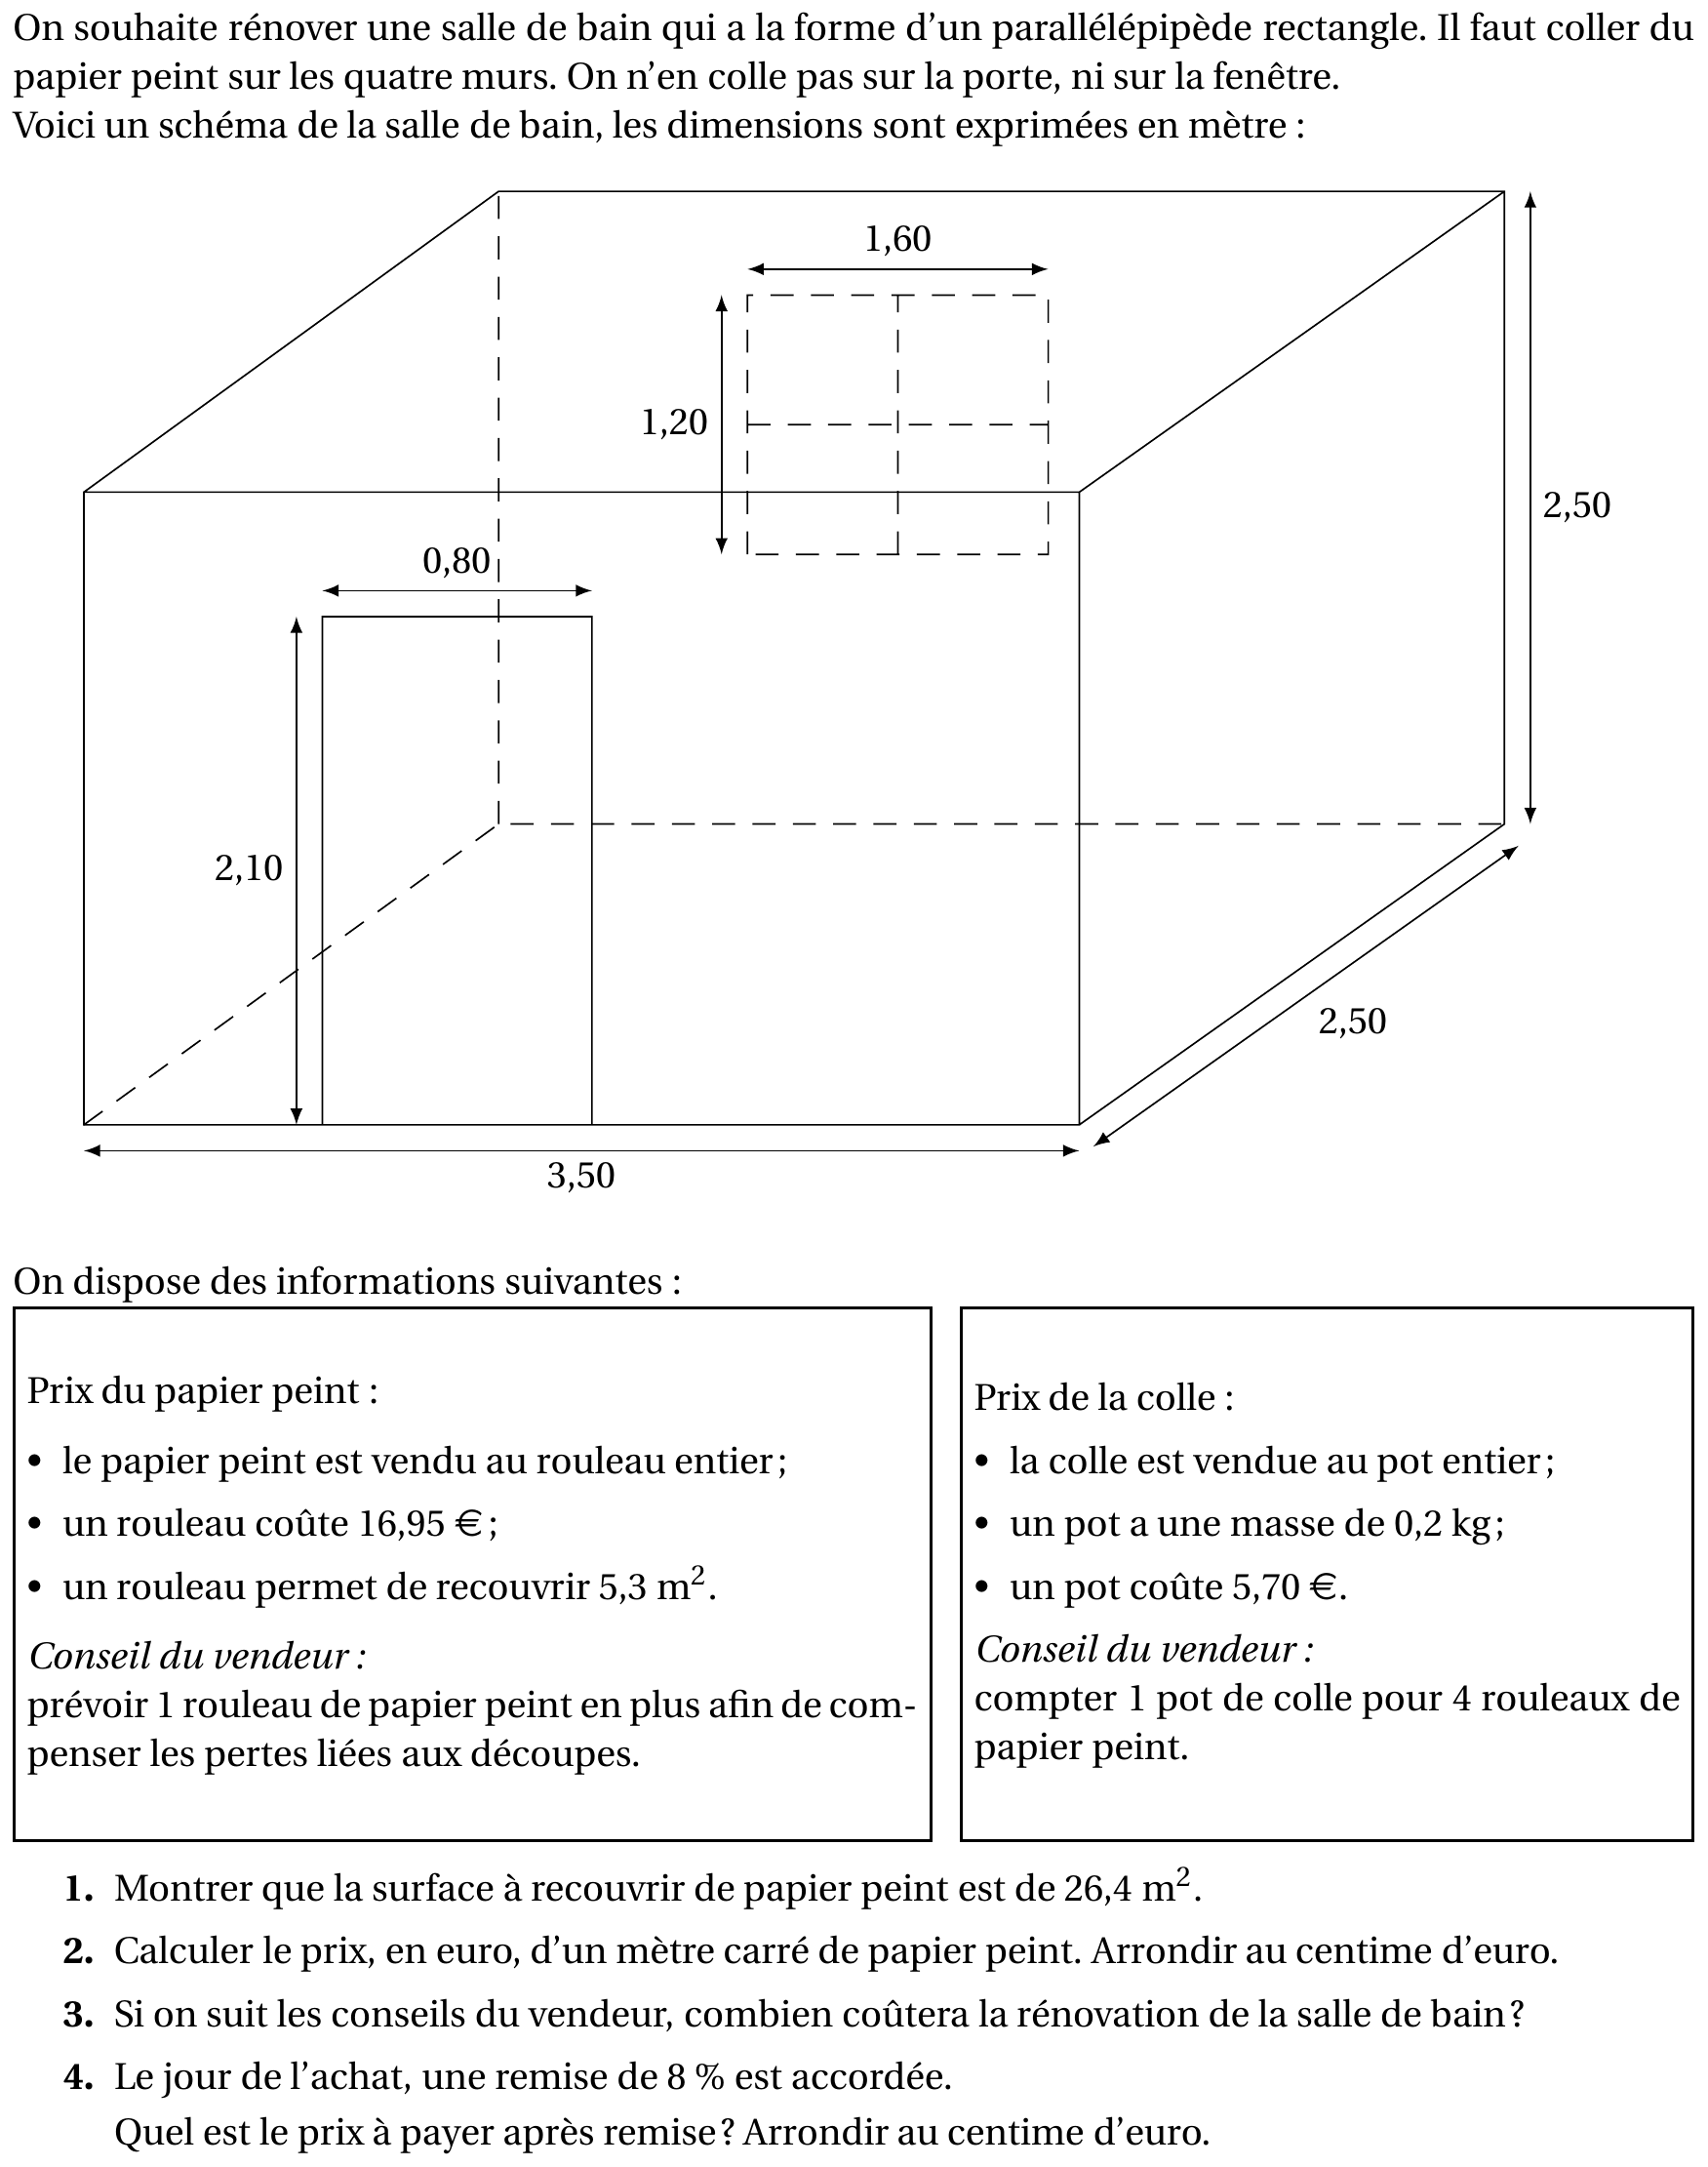 On souhaite rénover une salle de bain qui a la forme d'un parallélépipède rectangle. Il faut coller du
papier peint sur les quatre murs. On n'en colle pas sur la porte, ni sur la fenêtre.
Voici un schéma de la salle de bain, les dimensions sont exprimées en mètre :
1,60
1,20
2,50
0,80
2,10
2,50
3,50
On dispose des informations suivantes :
Prix du papier peint :
• le papier peint est vendu au rouleau entier ;
• un rouleau coûte 16,95 € ;
• un rouleau permet de recouvrir 5,3 m².
Conseil du vendeur :
prévoir 1 rouleau de papier peint en plus afin de com-
penser les pertes liées aux découpes.
Prix de la colle :
• la colle est vendue au pot entier ;
• un pot a une masse de 0,2 kg ;
• un pot coûte 5,70 €.
Conseil du vendeur :
compter 1 pot de colle pour 4 rouleaux de
papier peint.
1. Montrer que la surface à recouvrir de papier peint est de 26,4 m².
2. Calculer le prix, en euro, d'un mètre carré de papier peint. Arrondir au centime d'euro.
3. Si on suit les conseils du vendeur, combien coûtera la rénovation de la salle de bain ?
4. Le jour de l'achat, une remise de 8 % est accordée.
Quel est le prix à payer après remise ? Arrondir au centime d'euro.